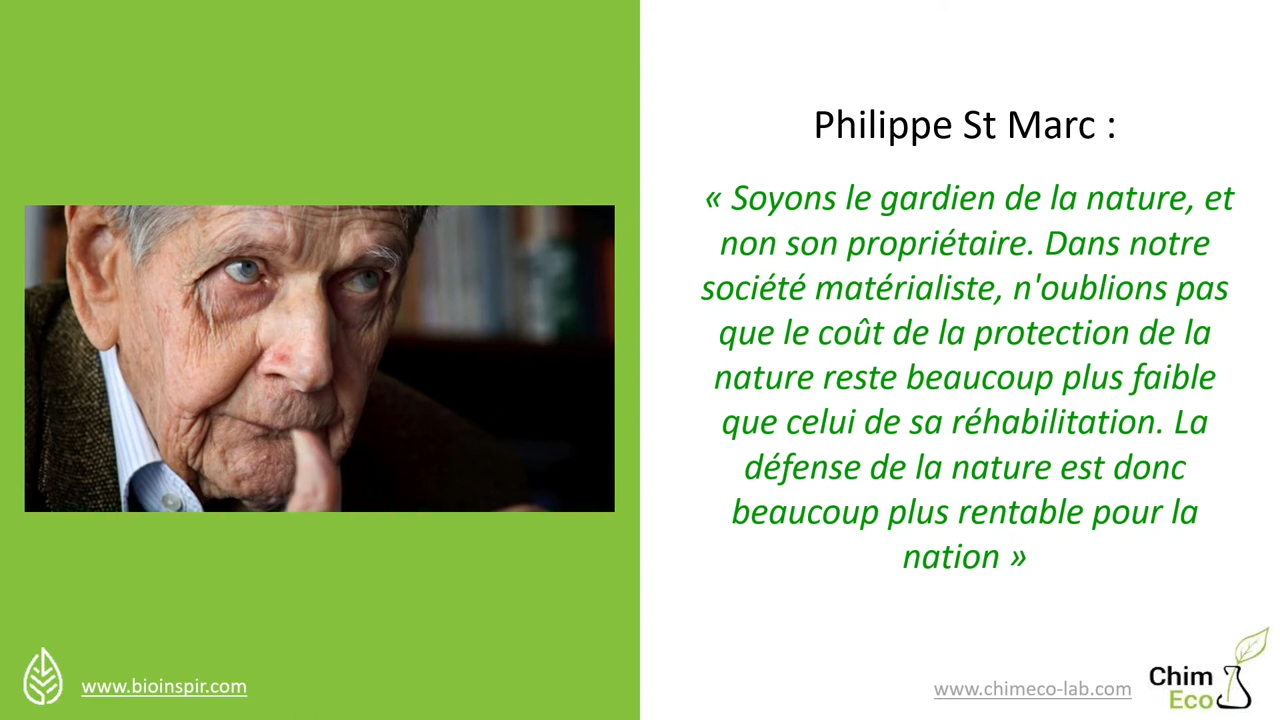 Philippe St Marc :
« Soyons le gardien de la nature, et
non son propriétaire. Dans notre
société matérialiste, n'oublions pas
que le coût de la protection de la
nature reste beaucoup plus faible
que celui de sa réhabilitation. La
défense de la nature est donc
beaucoup plus rentable pour la
nation »
www.bioinspir.com
www.chimeco-lab.com
Chim
Eco